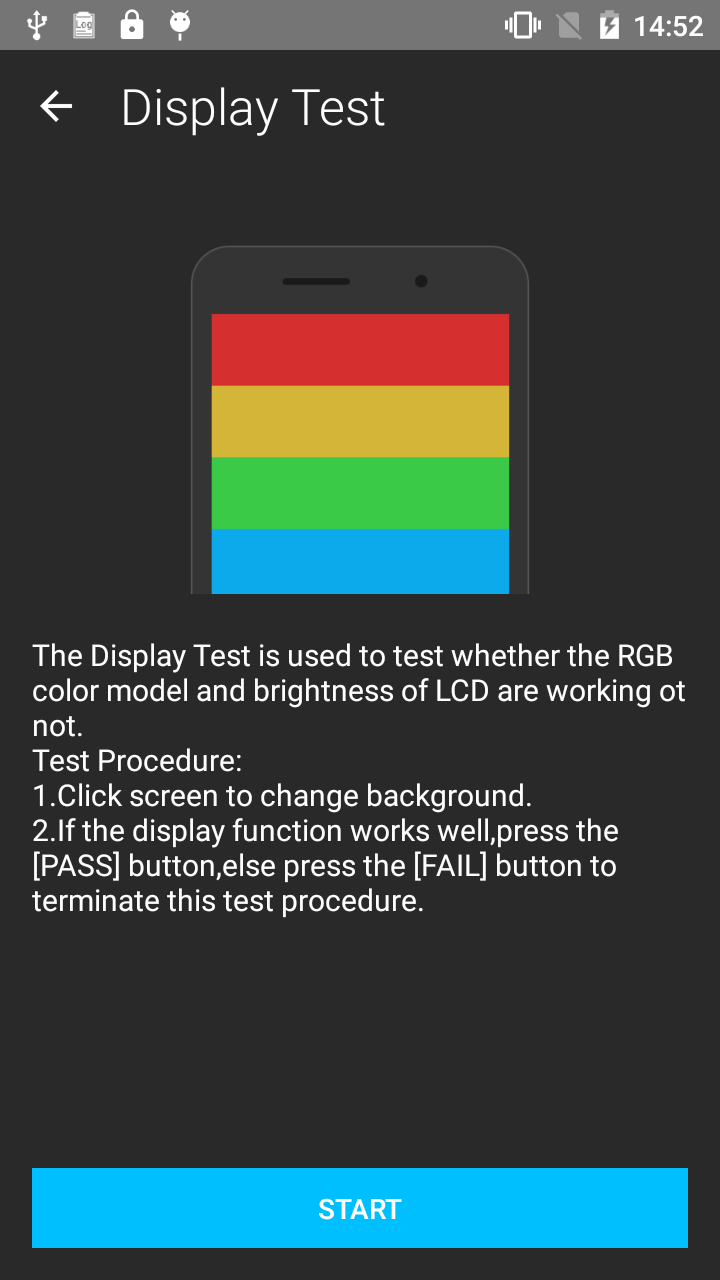 Log
14:52
Display Test
The Display Test is used to test whether the RGB
color model and brightness of LCD are working ot
not.
Test Procedure:
1.Click screen to change background.
2.If the display function works well,press the
[PASS] button,else press the [FAIL] button to
terminate this test procedure.
START